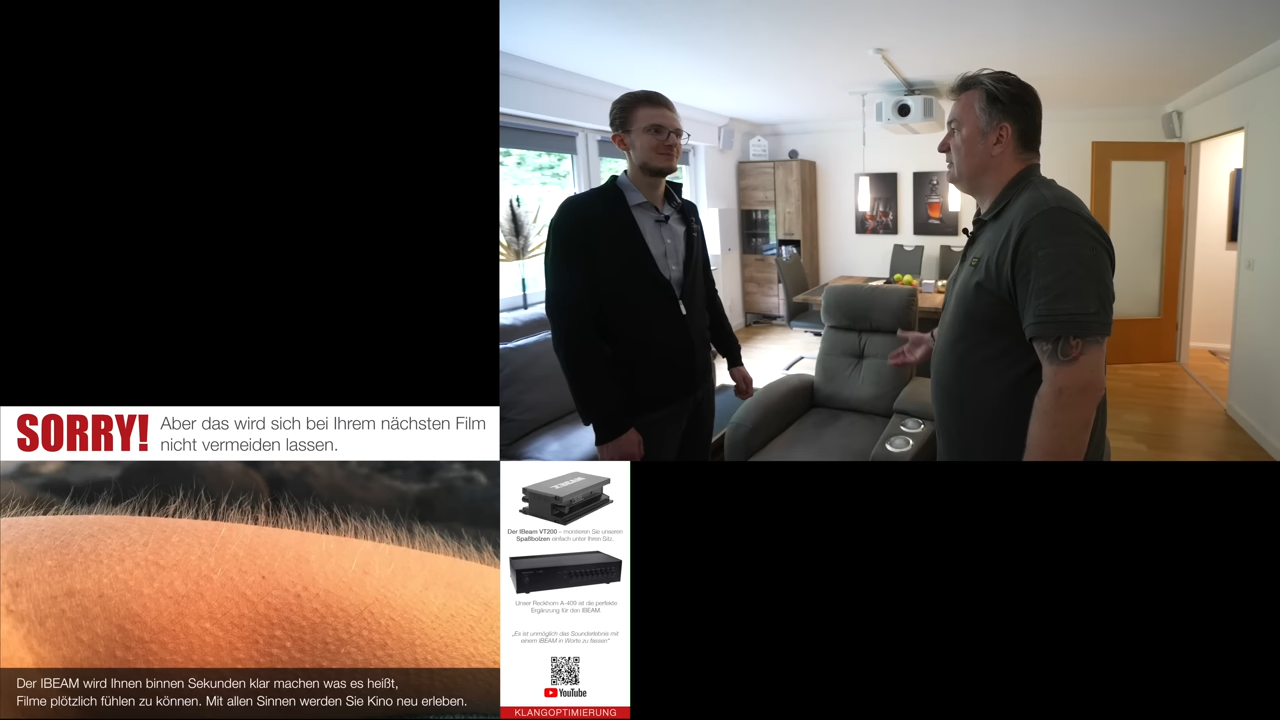 SORRY!
Aber das wird sich bei Ihrem nächsten Film
nicht vermeiden lassen.
Der IBEAM wird Ihnen binnen Sekunden klar machen was es heißt,
Filme plötzlich fühlen zu können. Mit allen Sinnen werden Sie Kino neu erleben.
IBEAM
Der IBeam VT200 – montieren Sie unseren
Spaßbolzen einfach unter Ihren Sitz.
Unser Reckhorn A-409 ist die perfekte
Ergänzung für den IBEAM.
„Es ist unmöglich das Sounderlebnis mit
einem IBEAM in Worte zu fassen“
YouTube
KLANGOPTIMIERUNG